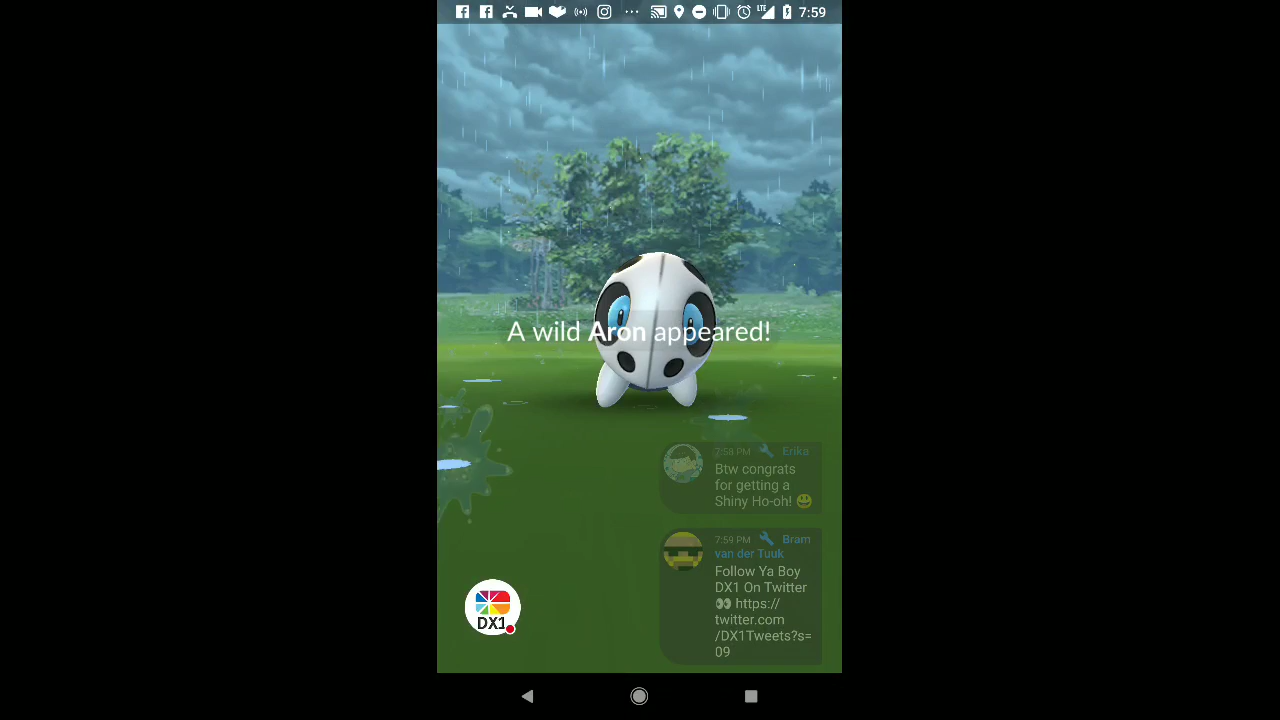 LTE 7:59
A wild Aron appeared!
7:58 PM Erika
Btw congrats
for getting a
Shiny Ho-oh! 😃
7:59 PM Bram
van der Tuuk
Follow Ya Boy
DX1 On Twitter
👀 https://
twitter.com
/DX1Tweets?s=
09
DX1